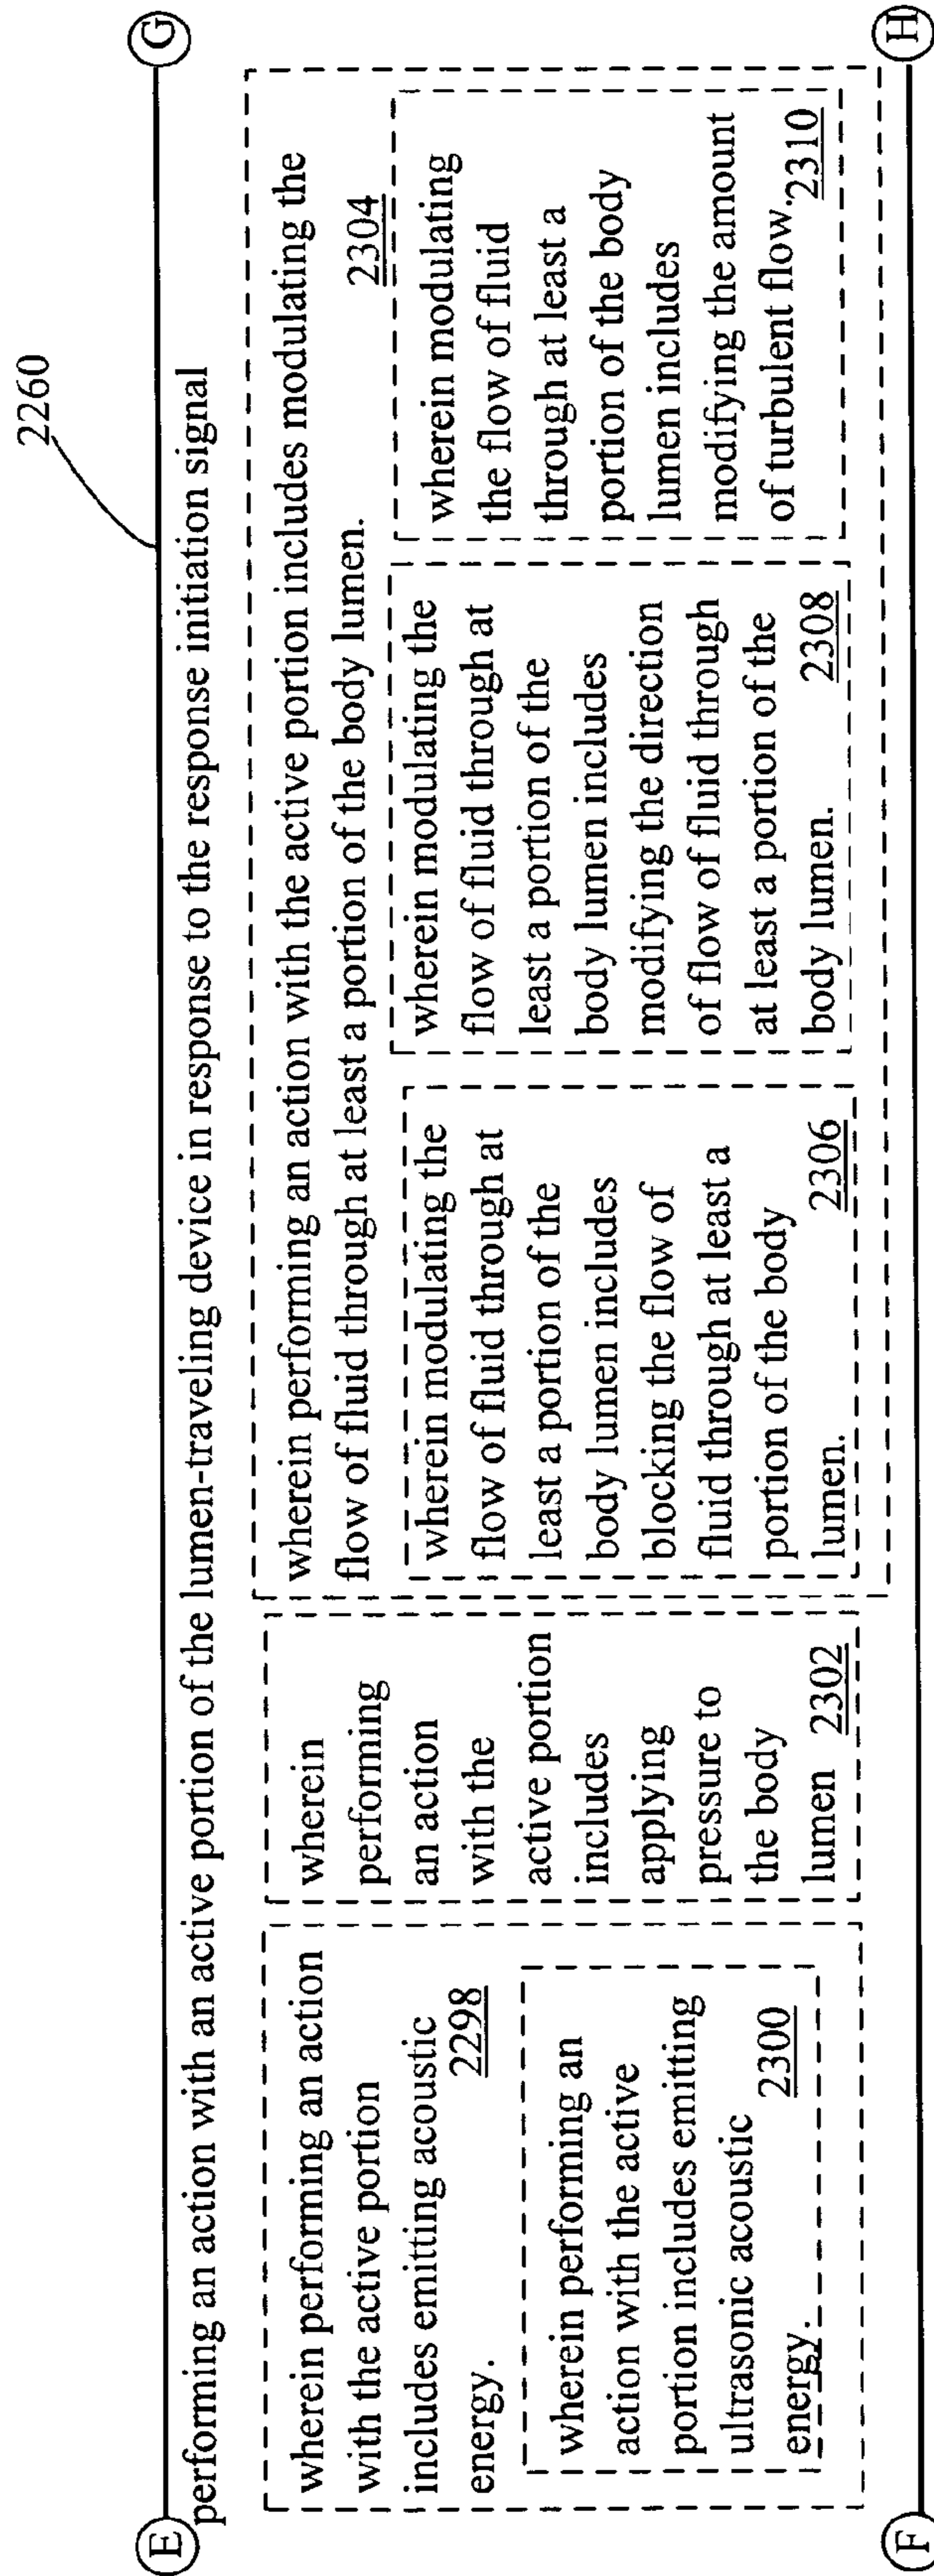 2260
E
G
performing an action with an active portion of the lumen-traveling device in response to the response initiation signal
wherein performing an action
with the active portion
includes emitting acoustic
energy. 2298
wherein performing an
action with the active
portion includes emitting
ultrasonic acoustic
energy. 2300
wherein
performing
an action
with the
active portion
includes
applying
pressure to
the body
lumen 2302
wherein performing an action with the active portion includes modulating the
flow of fluid through at least a portion of the body lumen. 2304
wherein modulating the
flow of fluid through at
least a portion of the
body lumen includes
blocking the flow of
fluid through at least a
portion of the body
lumen. 2306
wherein modulating the
flow of fluid through at
least a portion of the
body lumen includes
modifying the direction
of flow of fluid through
at least a portion of the
body lumen. 2308
wherein modulating
the flow of fluid
through at least a
portion of the body
lumen includes
modifying the amount
of turbulent flow. 2310
F
H